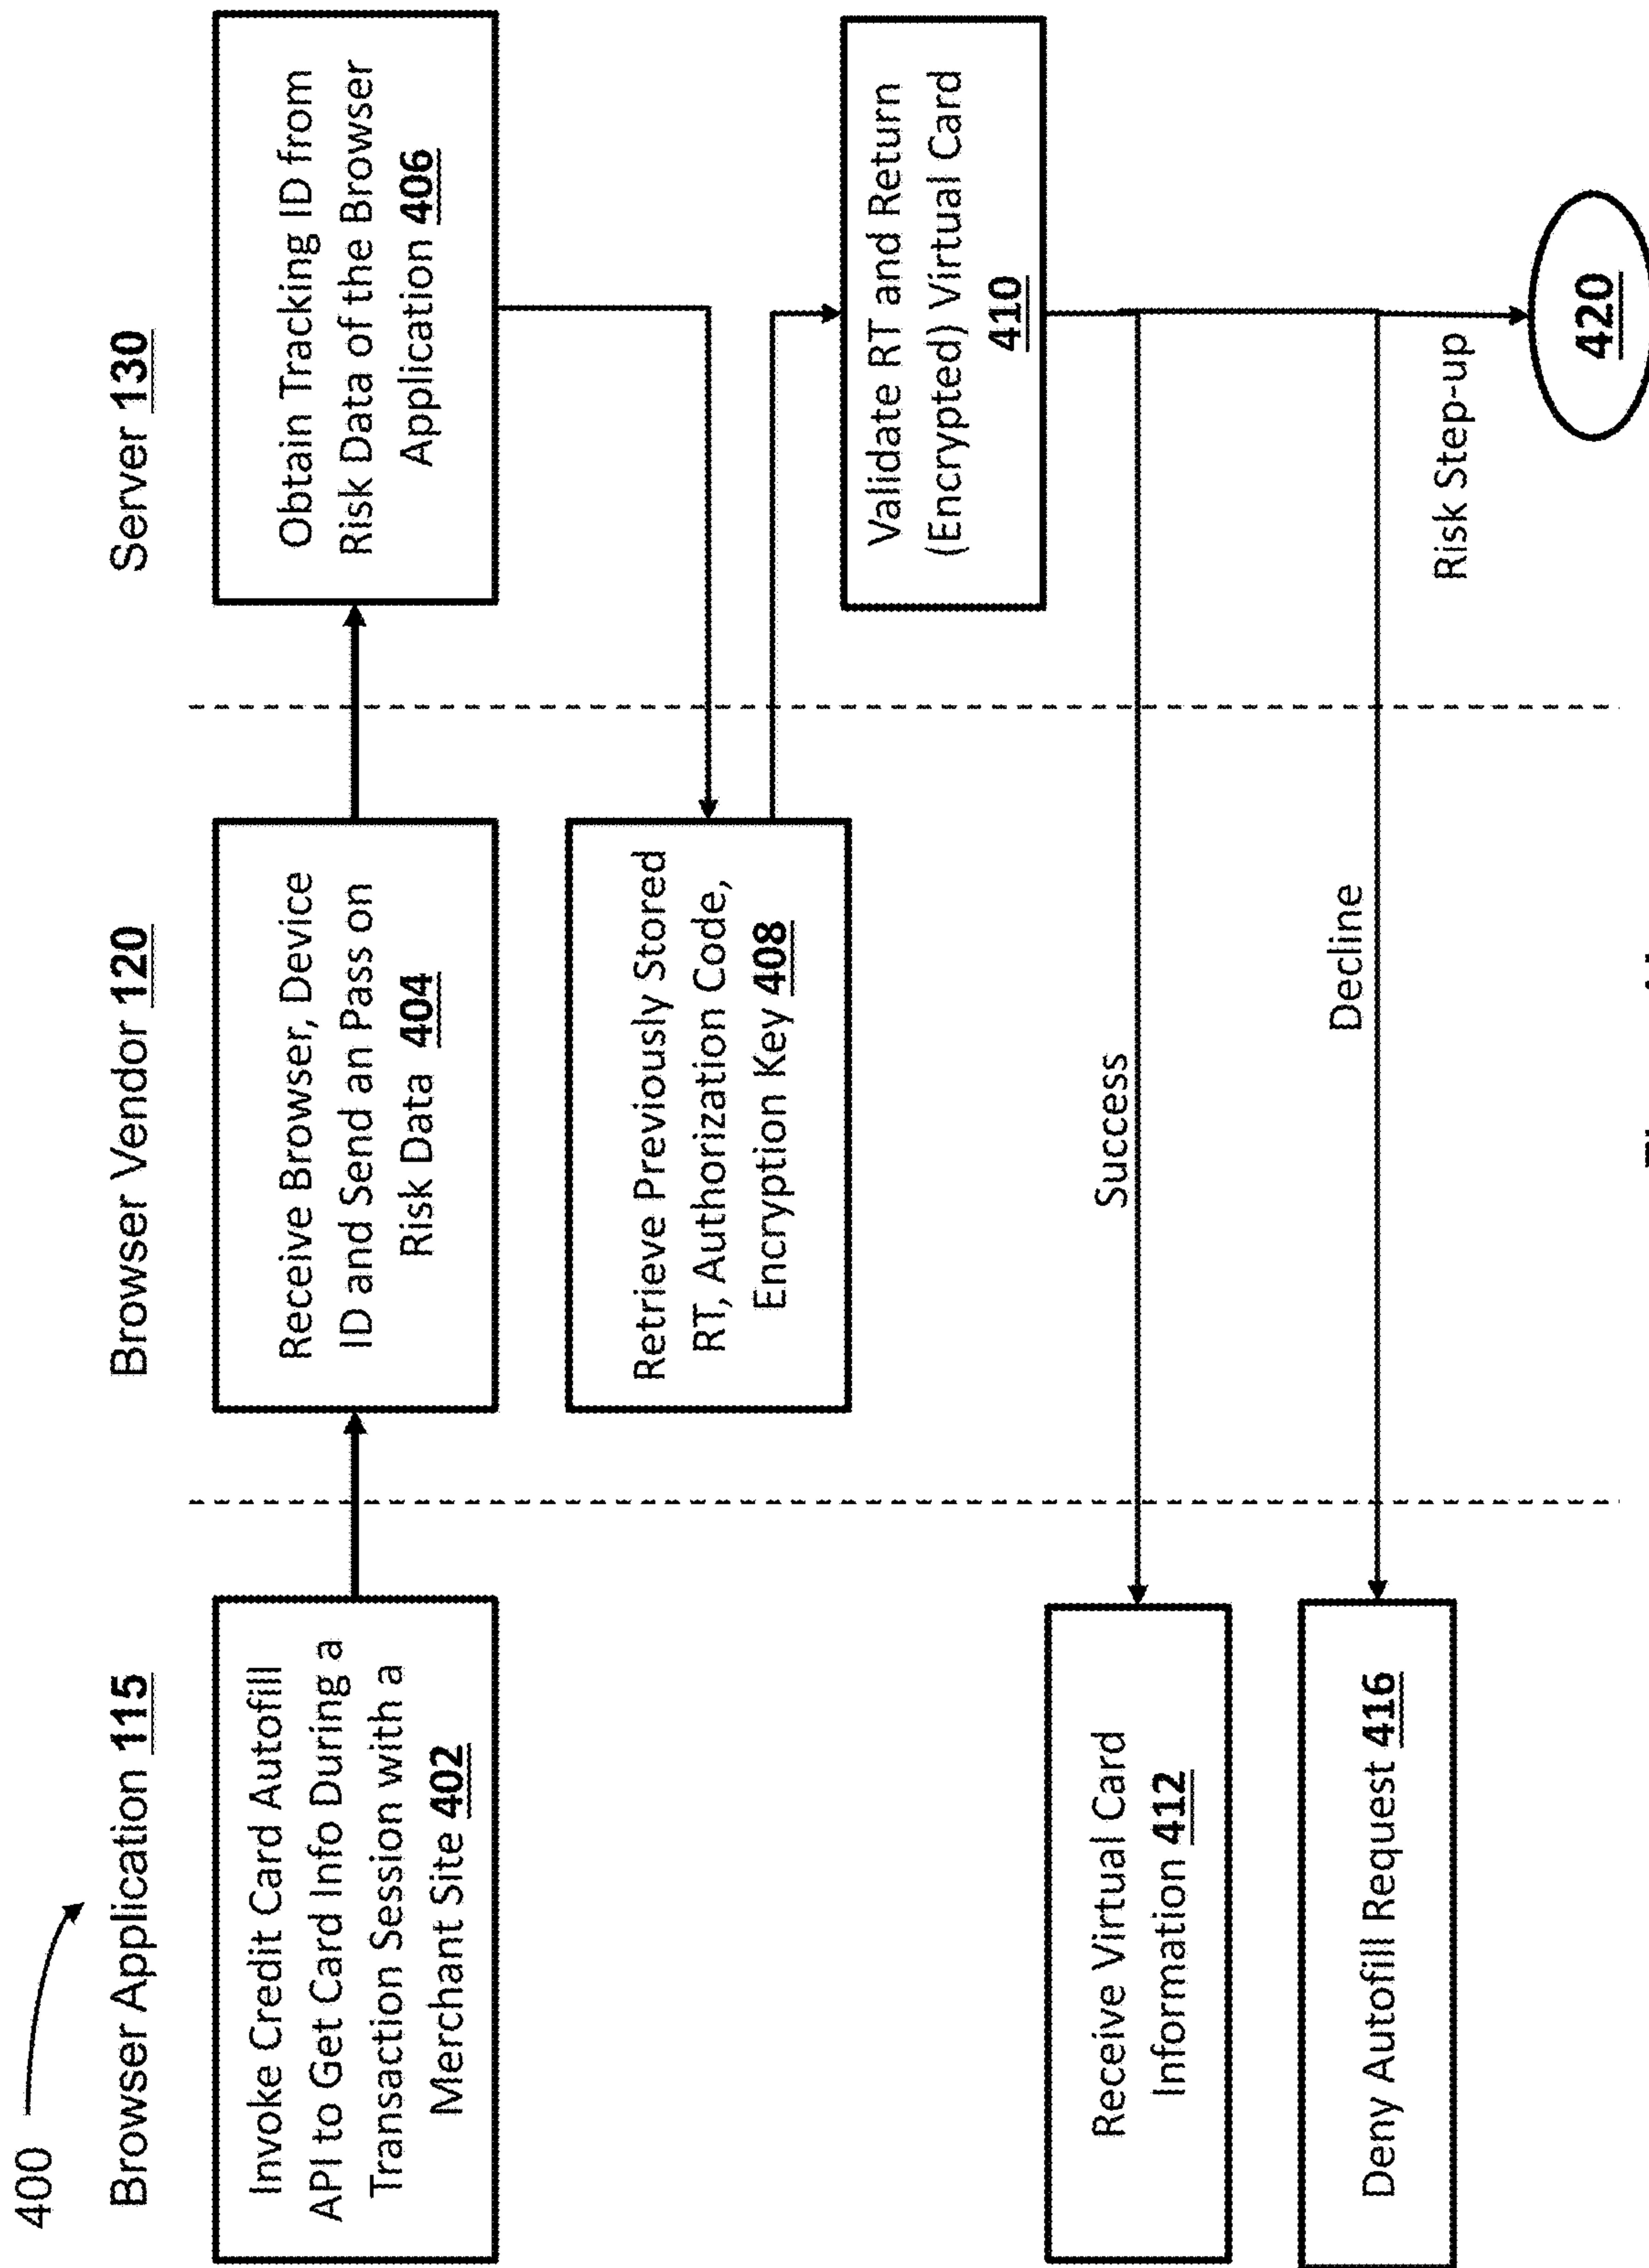 400
Browser Application 115
Browser Vendor 120
Server 130
Invoke Credit Card Autofill
API to Get Card Info During a
Transaction Session with a
Merchant Site 402
Receive Browser, Device
ID and Send an Pass on
Risk Data 404
Obtain Tracking ID from
Risk Data of the Browser
Application 406
Retrieve Previously Stored
RT, Authorization Code,
Encryption Key 408
Validate RT and Return
(Encrypted) Virtual Card
410
Success
Receive Virtual Card
Information 412
Decline
Deny Autofill Request 416
Risk Step-up
420